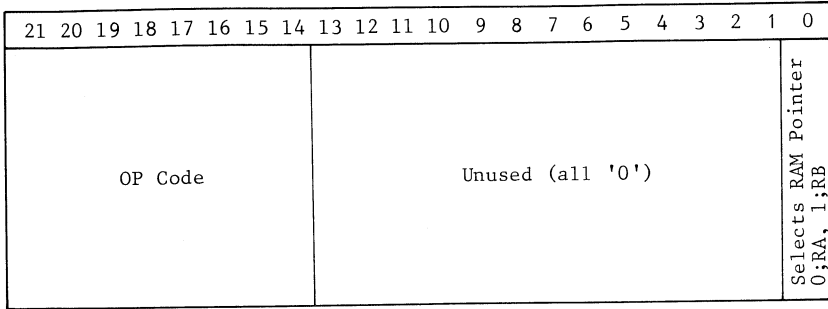 21 20 19 18 17 16 15 14 13 12 11 10 9 8 7 6 5 4 3 2 1 0
OP Code
Unused (all '0')
Selects RAM Pointer
0;RA, 1;RB